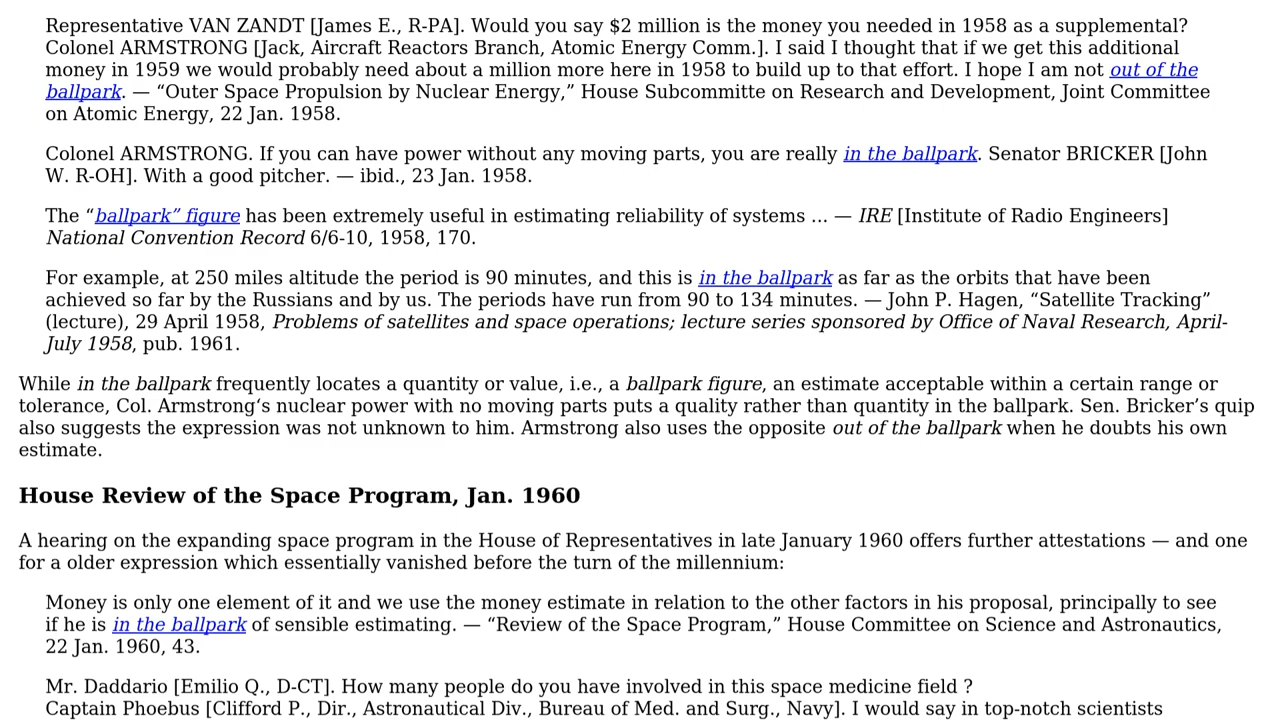 Representative VAN ZANDT [James E., R-PA]. Would you say $2 million is the money you needed in 1958 as a supplemental?
Colonel ARMSTRONG [Jack, Aircraft Reactors Branch, Atomic Energy Comm.]. I said I thought that if we get this additional
money in 1959 we would probably need about a million more here in 1958 to build up to that effort. I hope I am not out of the
ballpark. — “Outer Space Propulsion by Nuclear Energy,” House Subcommitte on Research and Development, Joint Committee
on Atomic Energy, 22 Jan. 1958.
Colonel ARMSTRONG. If you can have power without any moving parts, you are really in the ballpark. Senator BRICKER [John
W. R-OH]. With a good pitcher. — ibid., 23 Jan. 1958.
The “ballpark” figure has been extremely useful in estimating reliability of systems … — IRE [Institute of Radio Engineers]
National Convention Record 6/6-10, 1958, 170.
For example, at 250 miles altitude the period is 90 minutes, and this is in the ballpark as far as the orbits that have been
achieved so far by the Russians and by us. The periods have run from 90 to 134 minutes. — John P. Hagen, “Satellite Tracking”
(lecture), 29 April 1958, Problems of satellites and space operations; lecture series sponsored by Office of Naval Research, April-
July 1958, pub. 1961.
While in the ballpark frequently locates a quantity or value, i.e., a ballpark figure, an estimate acceptable within a certain range or
tolerance, Col. Armstrong‘s nuclear power with no moving parts puts a quality rather than quantity in the ballpark. Sen. Bricker’s quip
also suggests the expression was not unknown to him. Armstrong also uses the opposite out of the ballpark when he doubts his own
estimate.
House Review of the Space Program, Jan. 1960
A hearing on the expanding space program in the House of Representatives in late January 1960 offers further attestations — and one
for a older expression which essentially vanished before the turn of the millennium:
Money is only one element of it and we use the money estimate in relation to the other factors in his proposal, principally to see
if he is in the ballpark of sensible estimating. — “Review of the Space Program,” House Committee on Science and Astronautics,
22 Jan. 1960, 43.
Mr. Daddario [Emilio Q., D-CT]. How many people do you have involved in this space medicine field ?
Captain Phoebus [Clifford P., Dir., Astronautical Div., Bureau of Med. and Surg., Navy]. I would say in top-notch scientists